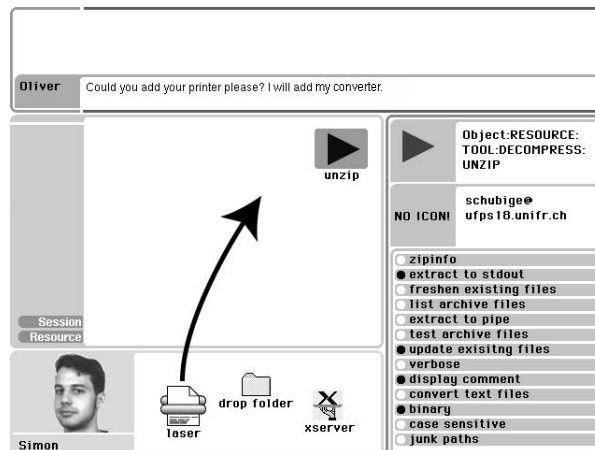 Oliver
Could you add your printer please? I will add my converter.
unzip
Object:RESOURCE:
TOOL:DECOMPRESS:
UNZIP
NO ICON!
schubige@
ufps18.unifr.ch
zipinfo
extract to stdout
freshen existing files
list archive files
extract to pipe
test archive files
update exisitng files
verbose
display comment
convert text files
binary
case sensitive
junk paths
Session
Resource
laser
drop folder
xserver
Simon